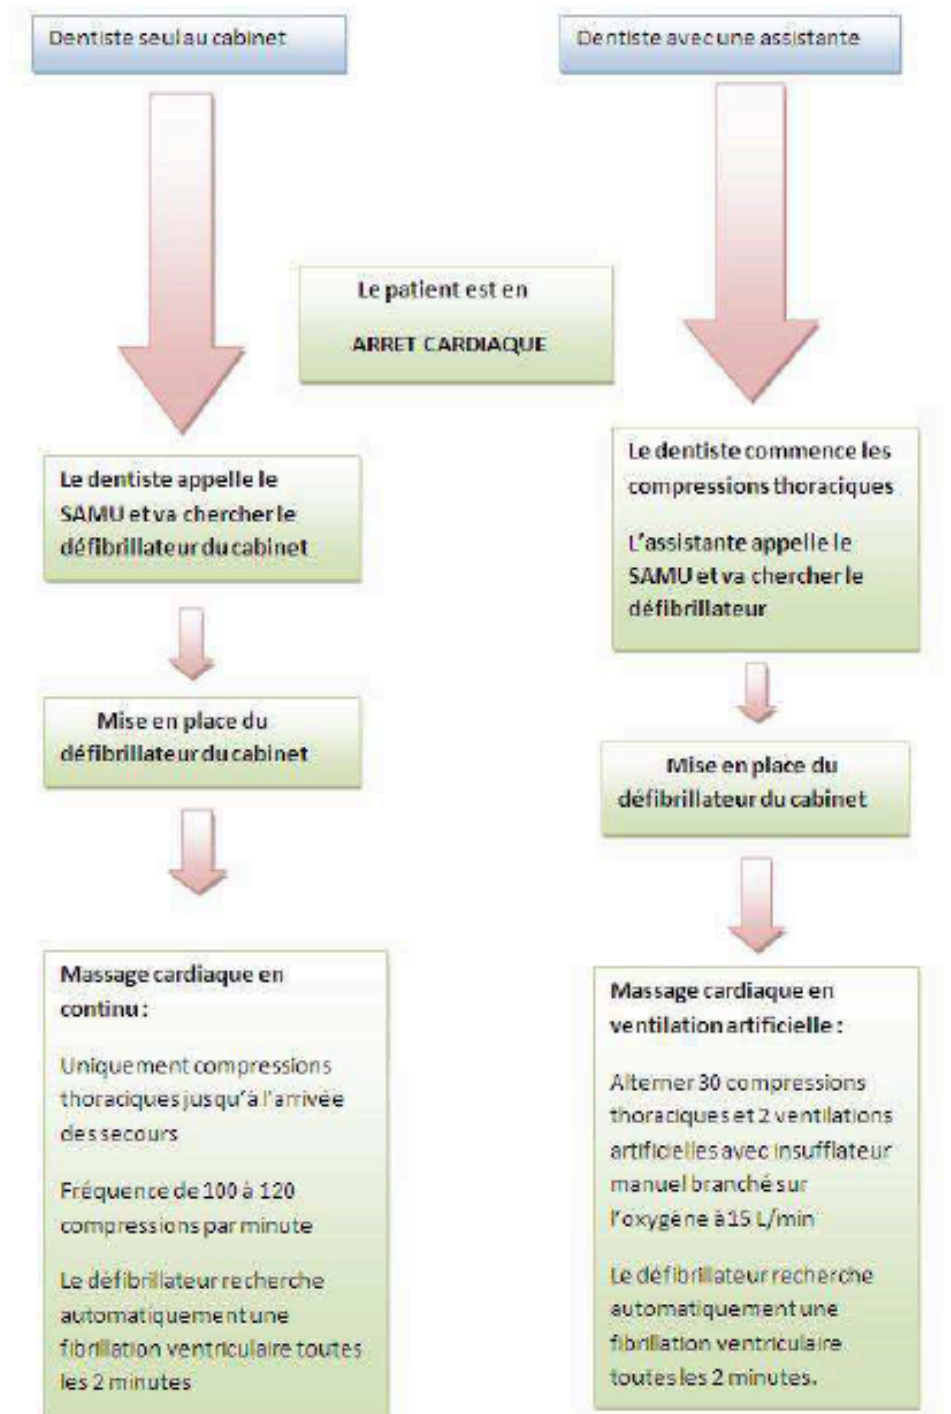 Dentiste seul au cabinet
Dentiste avec une assistante
Le patient est en
ARRET CARDIAQUE
Le dentiste appelle le
SAMU et va chercher le
défibrillateur du cabinet
Mise en place du
défibrillateur du cabinet
Massage cardiaque en
continu :
Uniquement compressions
thoraciques jusqu'à l'arrivée
des secours
Fréquence de 100 à 120
compressions par minute
Le défibrillateur recherche
automatiquement une
fibrillation ventriculaire toutes
les 2 minutes
Le dentiste commence les
compressions thoraciques
L'assistante appelle le
SAMU et va chercher le
défibrillateur
Mise en place du
défibrillateur du cabinet
Massage cardiaque en
ventilation artificielle :
Alterner 30 compressions
thoraciques et 2 ventilations
artificielles avec insufflateur
manuel branché sur
l'oxygène à 15 L/min
Le défibrillateur recherche
automatiquement une
fibrillation ventriculaire
toutes les 2 minutes.